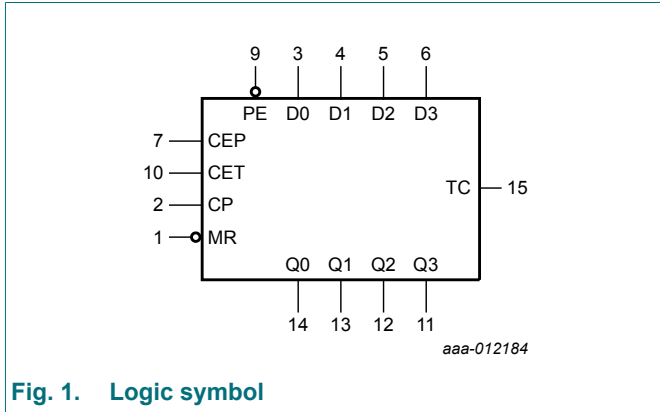 9 3 4 5 6
PE D0 D1 D2 D3
7 CEP
10 CET
TC 15
2 CP
1 MR
Q0 Q1 Q2 Q3
14 13 12 11
aaa-012184
Fig. 1. Logic symbol